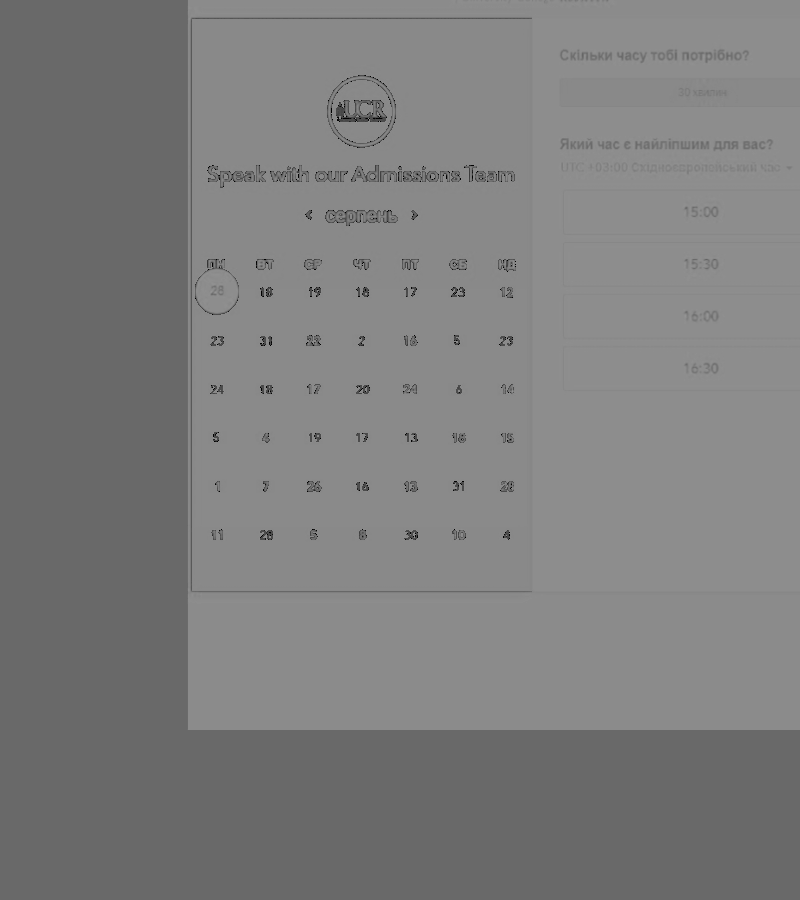 UCR
Speak with our Admissions Team
< серпень >
ПН ВТ СР ЧТ ПТ СБ НД
28 18 19 18 17 23 12
23 31 22 2 16 5 23
24 18 17 20 24 6 14
5 4 19 17 13 18 15
1 7 26 16 13 31 28
11 28 5 8 30 10 4
Скільки часу тобі потрібно?
30 хвилин
Який час є найліпшим для вас?
UTC +03:00 Східноєвропейський час
15:00
15:30
16:00
16:30